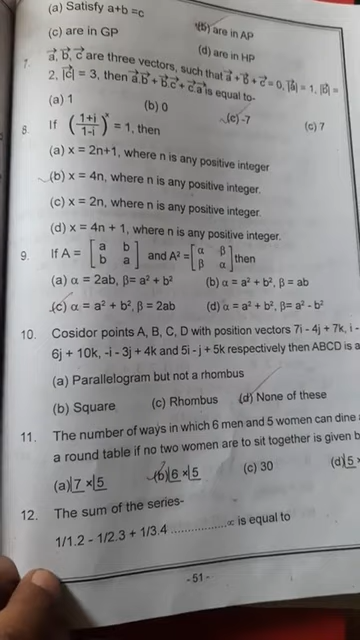 (a) Satisfy a+b =c
(b) are in AP
(c) are in GP
(d) are in HP
7. a⃗, b⃗, c⃗ are three vectors, such that a⃗ + b⃗ + c⃗ = 0, |a⃗| = 1, |b⃗| =
2, |c⃗| = 3, then a⃗.b⃗ + b⃗.c⃗ + c⃗.a⃗ is equal to-
(a) 1 (b) 0 (c) -7 (c) 7
8. If ((1+i)/(1-i))ˣ = 1, then
(a) x = 2n+1, where n is any positive integer
(b) x = 4n, where n is any positive integer.
(c) x = 2n, where n is any positive integer.
(d) x = 4n + 1, where n is any positive integer.
9. If A = [a b
b a] and A² = [α β
β α] then
(a) α = 2ab, β= a² + b² (b) α = a² + b², β = ab
(c) α = a² + b², β = 2ab (d) α = a² + b², β= a² - b²
10. Cosidor points A, B, C, D with position vectors 7i - 4j + 7k, i -
6j + 10k, -i - 3j + 4k and 5i - j + 5k respectively then ABCD is a
(a) Parallelogram but not a rhombus
(b) Square (c) Rhombus (d) None of these
11. The number of ways in which 6 men and 5 women can dine
a round table if no two women are to sit together is given b
(a) |7 × |5 (b) |6 × |5 (c) 30 (d) |5 ×
12. The sum of the series-
1/1.2 - 1/2.3 + 1/3.4 .................∝ is equal to
- 51 -